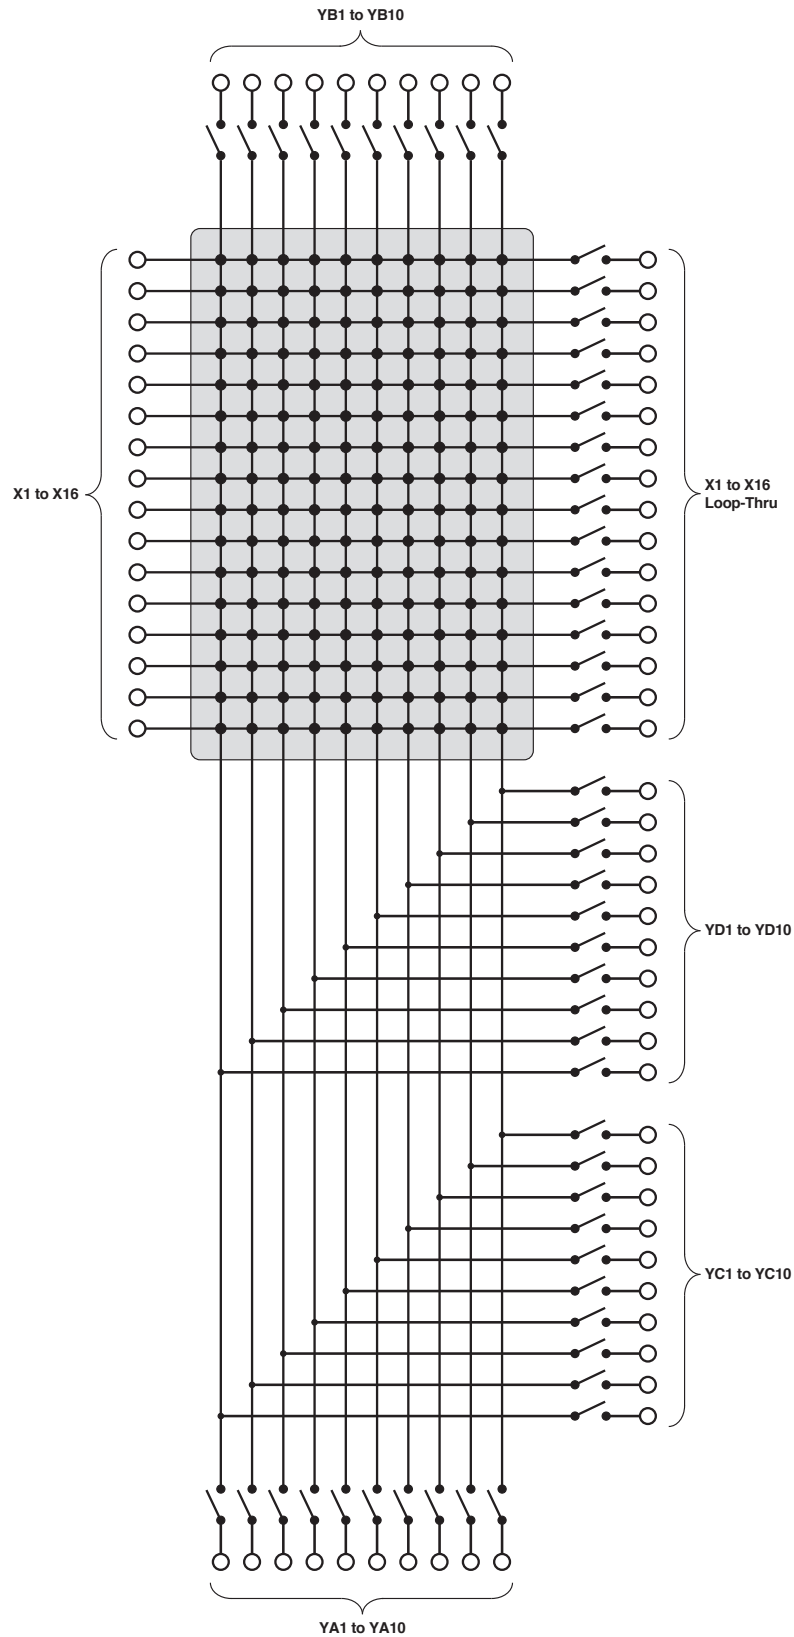 YB1 to YB10
X1 to X16
X1 to X16
Loop-Thru
YD1 to YD10
YC1 to YC10
YA1 to YA10